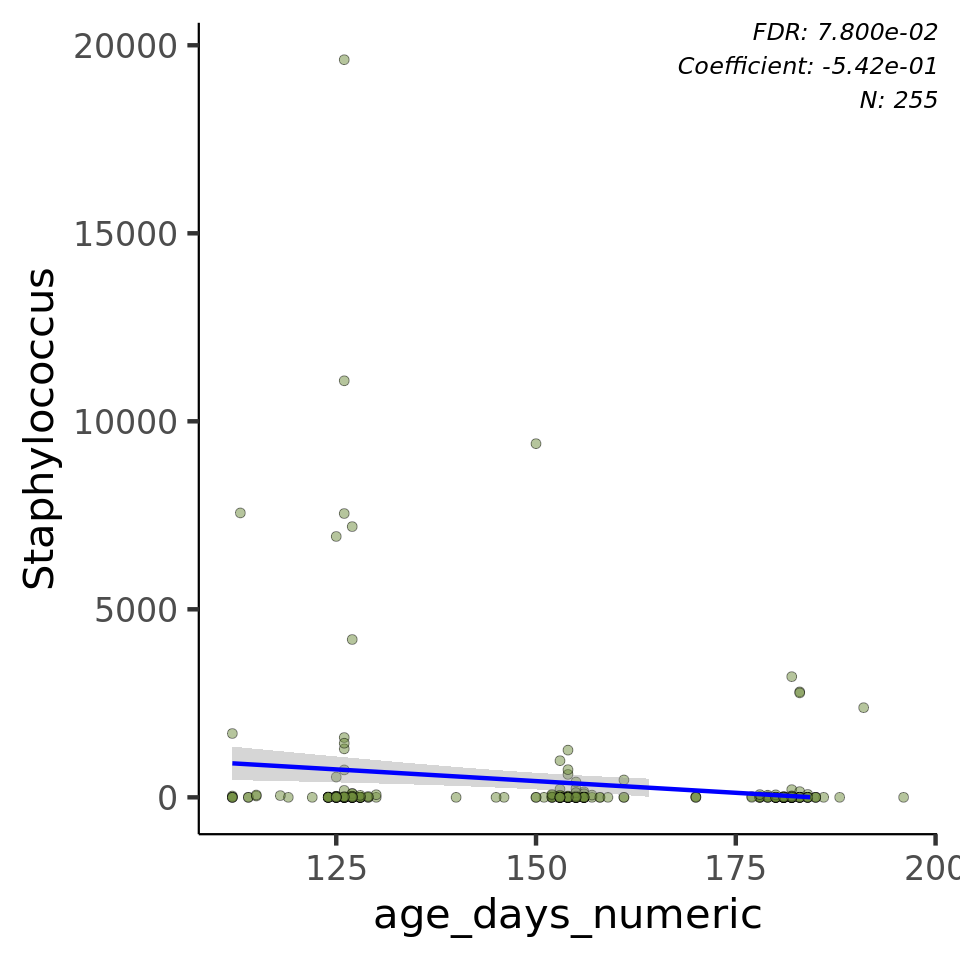 FDR: 7.800e-02
Coefficient: -5.42e-01
N: 255
20000
15000
10000
5000
0
Staphylococcus
125 150 175 200
age_days_numeric